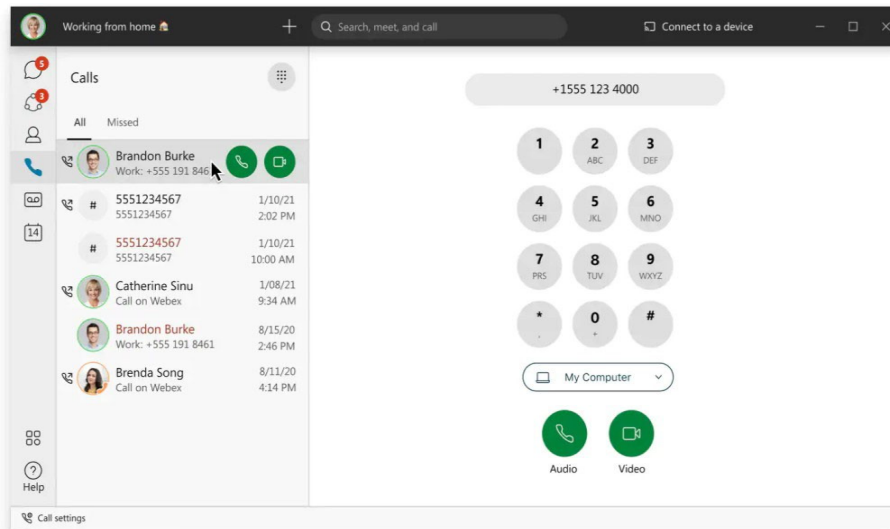 Working from home
Search, meet, and call
Connect to a device
5
3
14
Help
Calls
All Missed
Brandon Burke
Work: +555 191 846
5551234567 1/10/21
# 5551234567 2:02 PM
5551234567 1/10/21
# 5551234567 10:00 AM
Catherine Sinu 1/08/21
Call on Webex 9:34 AM
Brandon Burke 8/15/20
Work: +555 191 8461 2:46 PM
Brenda Song 8/11/20
Call on Webex 4:14 PM
+1555 123 4000
1 2 3
ABC DEF
4 5 6
GHI JKL MNO
7 8 9
PRS TUV WXYZ
* 0 #
, +
My Computer
Audio Video
Call settings